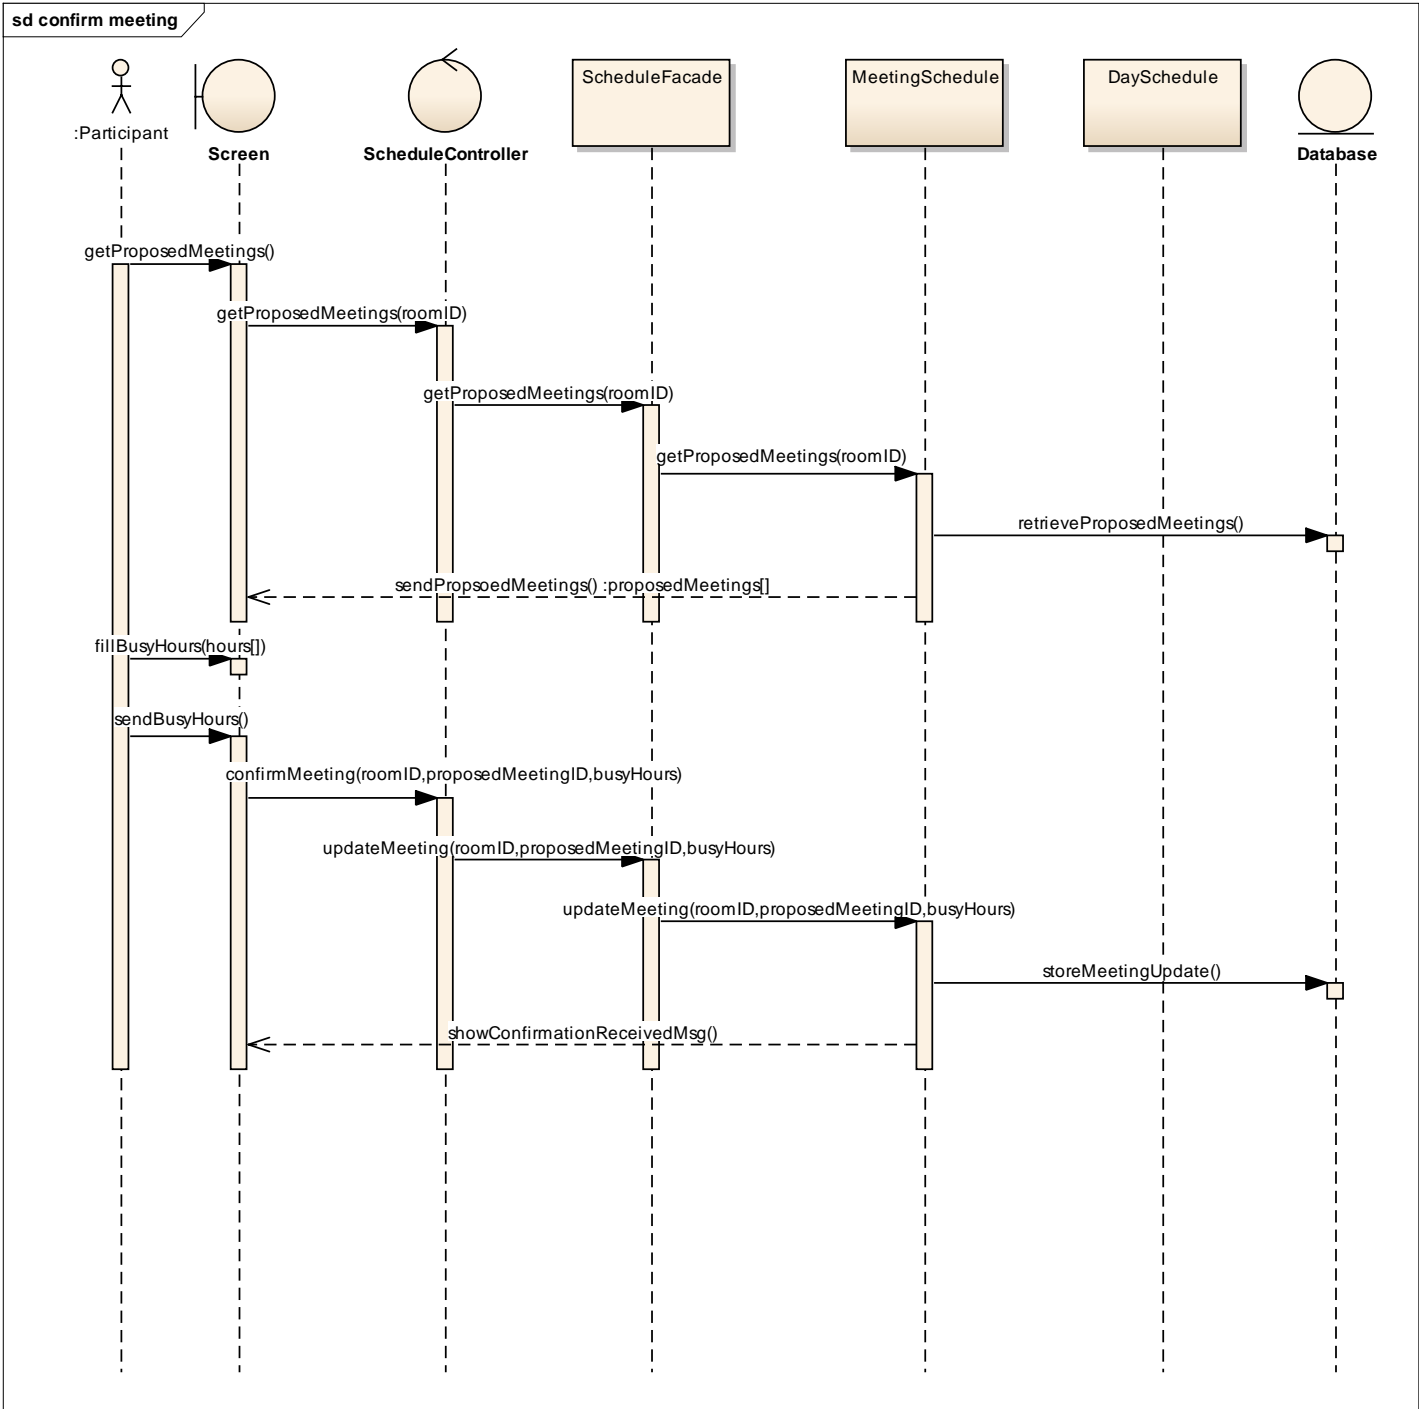 sd confirm meeting
:Participant
Screen
ScheduleController
ScheduleFacade
MeetingSchedule
DaySchedule
Database
getProposedMeetings()
getProposedMeetings(roomID)
getProposedMeetings(roomID)
getProposedMeetings(roomID)
retrieveProposedMeetings()
sendPropsoedMeetings() :proposedMeetings[]
fillBusyHours(hours[])
sendBusyHours()
confirmMeeting(roomID,proposedMeetingID,busyHours)
updateMeeting(roomID,proposedMeetingID,busyHours)
updateMeeting(roomID,proposedMeetingID,busyHours)
storeMeetingUpdate()
showConfirmationReceivedMsg()